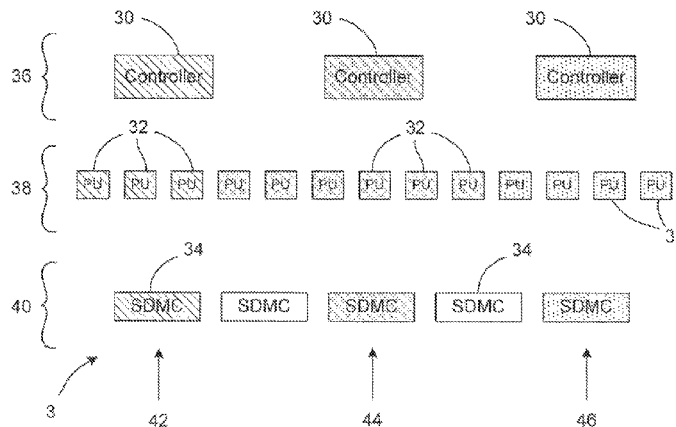 30 30 30
36 Controller Controller Controller
32 32
38 PU PU PU PU PU PU PU PU PU PU PU PU PU
3
34 34
40 SDMC SDMC SDMC SDMC SDMC
3 42 44 46